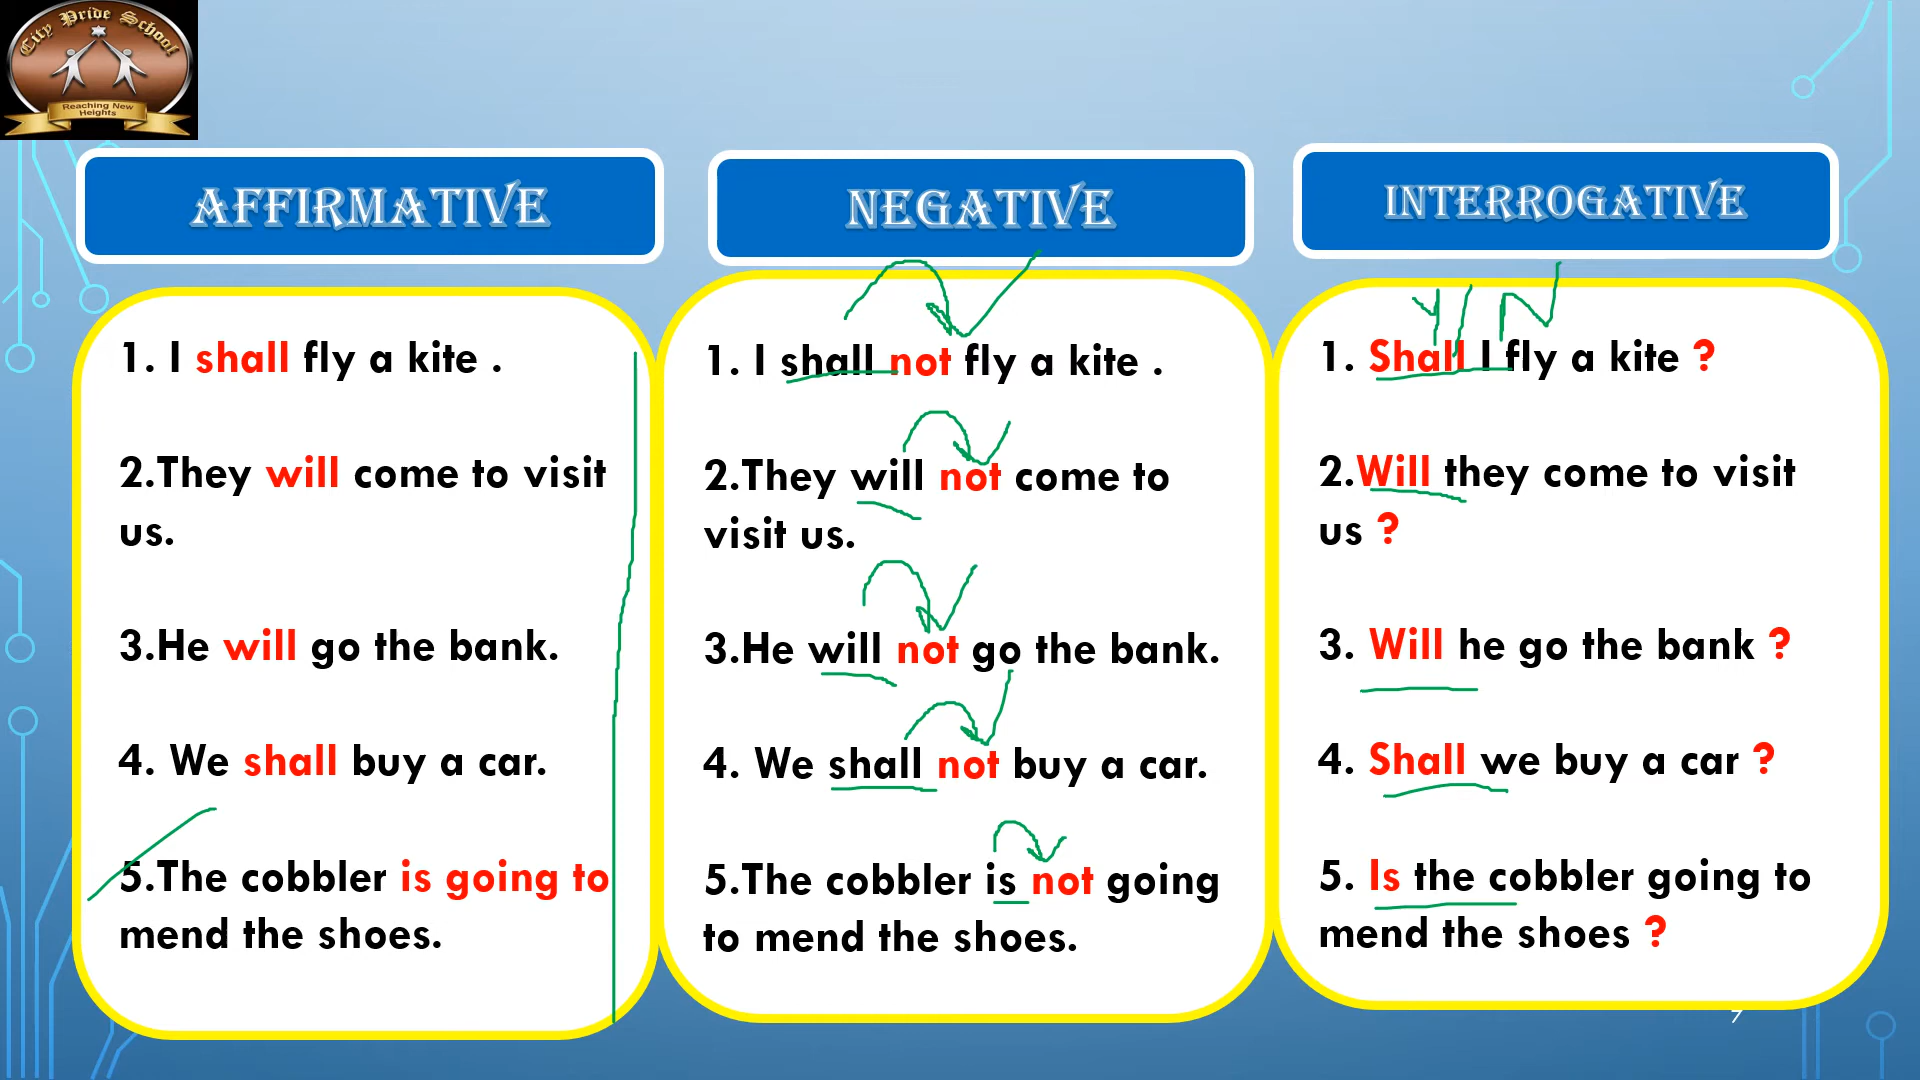 City Pride School
Reaching New
Heights
AFFIRMATIVE
1. I shall fly a kite .
2.They will come to visit
us.
3.He will go the bank.
4. We shall buy a car.
5.The cobbler is going to
mend the shoes.
NEGATIVE
1. I shall not fly a kite .
2.They will not come to
visit us.
3.He will not go the bank.
4. We shall not buy a car.
5.The cobbler is not going
to mend the shoes.
INTERROGATIVE
Y/N
1. Shall I fly a kite ?
2.Will they come to visit
us ?
3. Will he go the bank ?
4. Shall we buy a car ?
5. Is the cobbler going to
mend the shoes ?